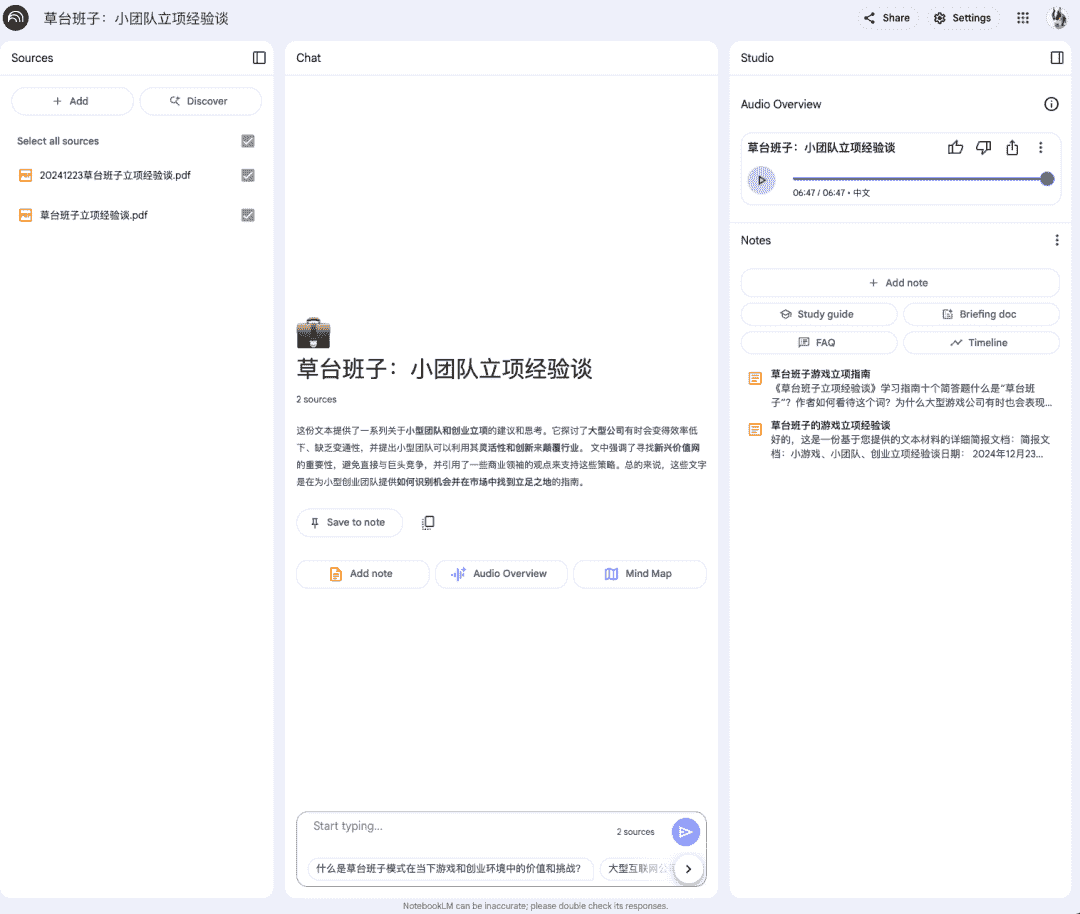 草台班子：小团队立项经验谈
Share
Settings
Sources
Add
Discover
Select all sources
20241223草台班子立项经验谈.pdf
草台班子立项经验谈.pdf
Chat
草台班子：小团队立项经验谈
2 sources
这份文本提供了一系列关于小型团队和创业立项的建议和思考。它探讨了大型公司有时会变得效率低
下、缺乏变通性，并提出小型团队可以利用其灵活性和创新来颠覆行业。 文中强调了寻找新兴价值网
的重要性，避免直接与巨头竞争，并引用了一些商业领袖的观点来支持这些策略。总的来说，这些文字
是在为小型创业团队提供如何识别机会并在市场中找到立足之地的指南。
Save to note
Add note
Audio Overview
Mind Map
Start typing...
2 sources
什么是草台班子模式在当下游戏和创业环境中的价值和挑战？
大型互联网公
Studio
Audio Overview
草台班子：小团队立项经验谈
06:47 / 06:47 • 中文
Notes
Add note
Study guide
Briefing doc
FAQ
Timeline
草台班子游戏立项指南
《草台班子立项经验谈》学习指南十个简答题什么是“草台班
子”？作者如何看待这个词？为什么大型游戏公司有时也会表现...
草台班子的游戏立项经验谈
好的，这是一份基于您提供的文本材料的详细简报文档：简报文
档：小游戏、小团队、创业立项经验谈日期： 2024年12月23...
NotebookLM can be inaccurate; please double check its responses.